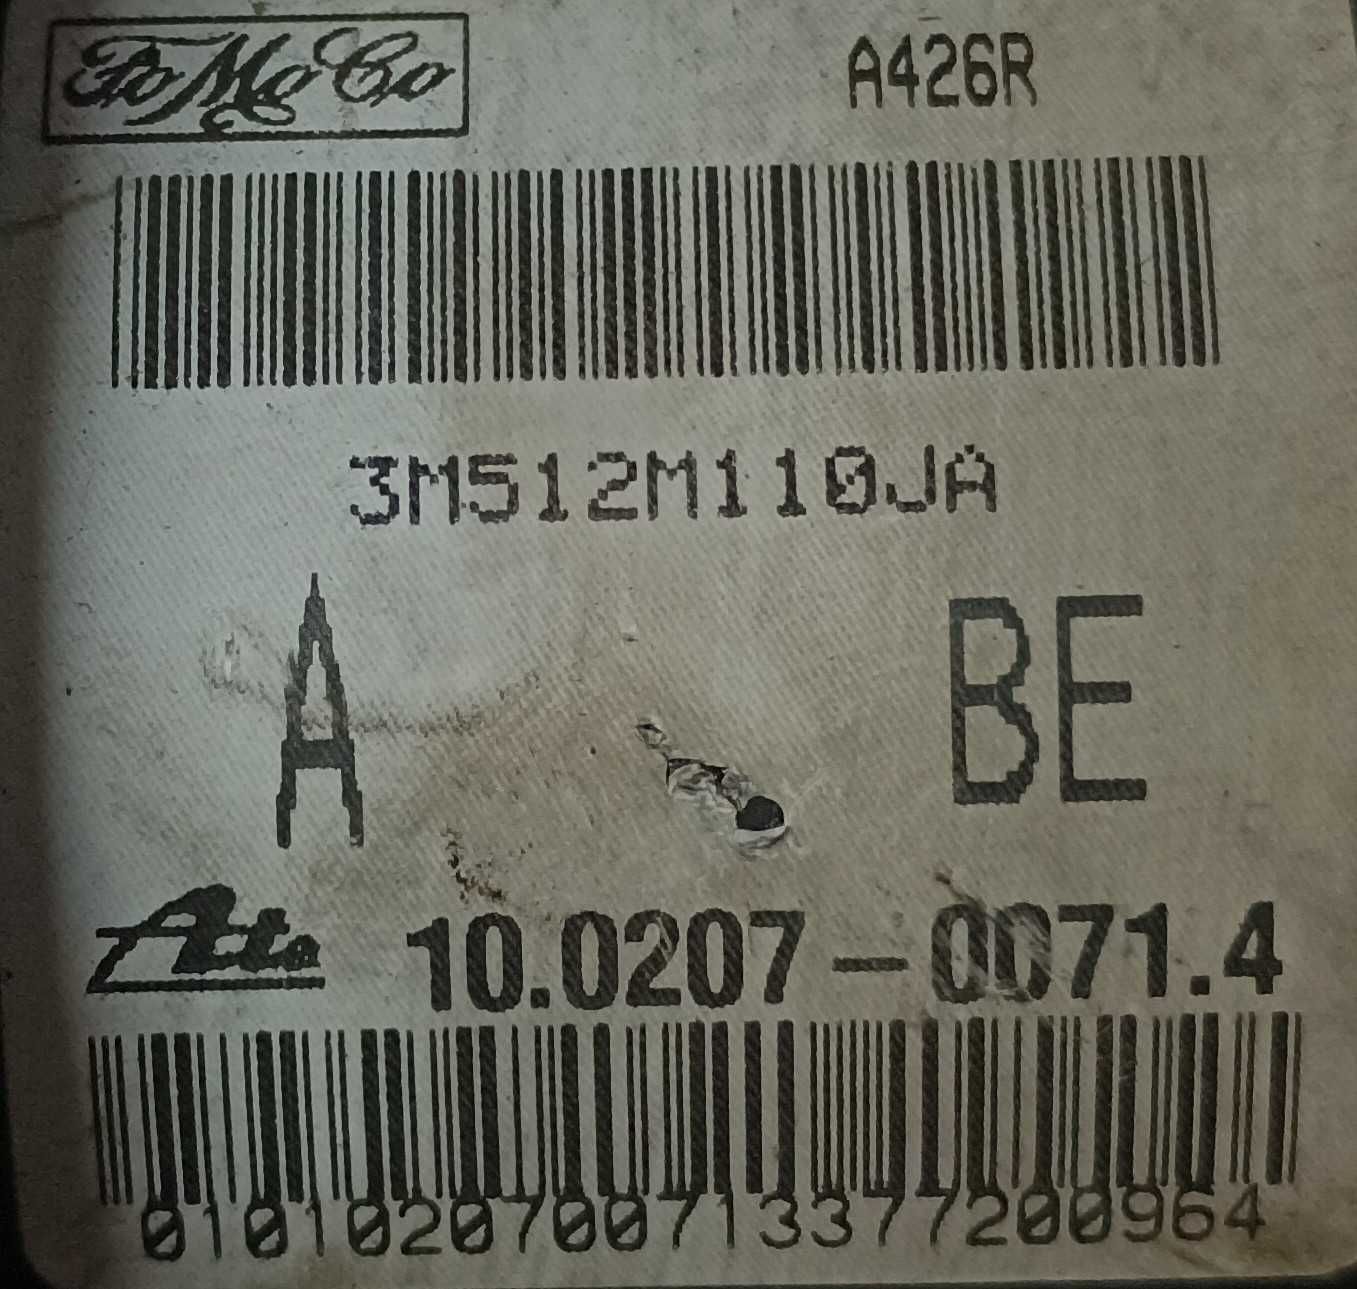 FoMoCo A426R
3M512M110JA
A BE
Ate 10.0207-0071.4
0101020700713377200964